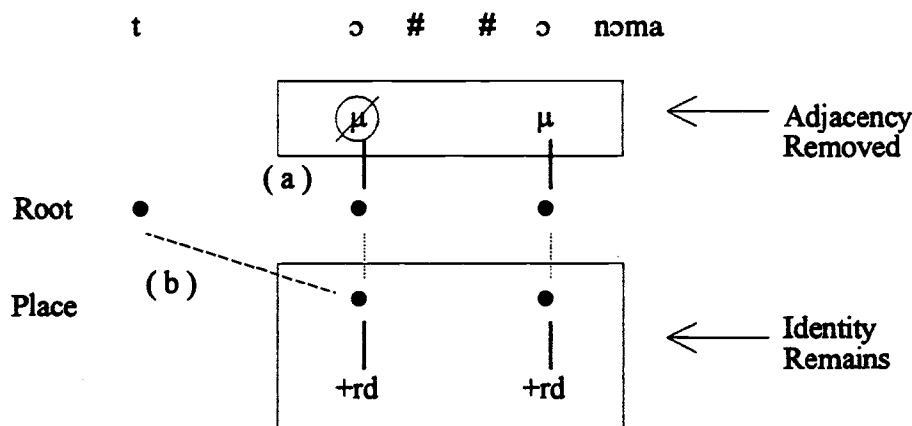 t ɔ # # ɔ nɔma
μ μ
Adjacency
Removed
(a)
Root
(b)
Place
Identity
Remains
+rd +rd